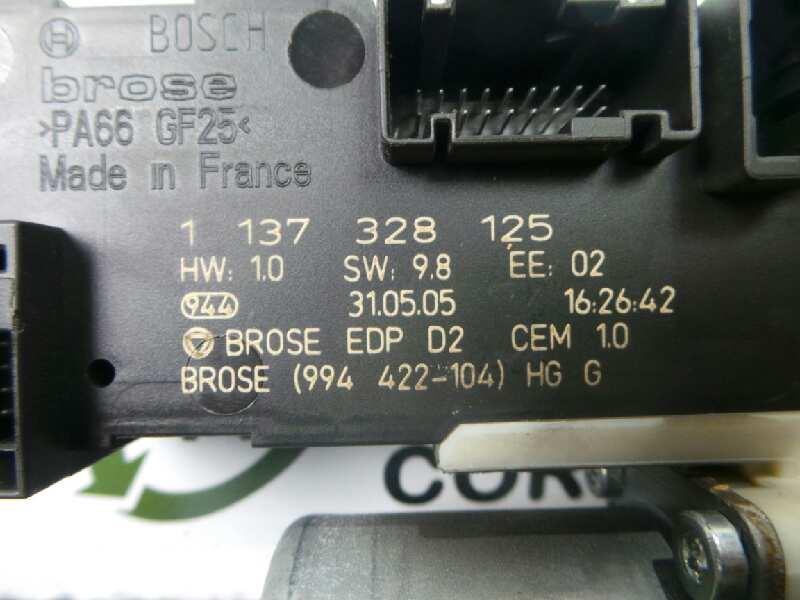 BOSCH
brose
>PA66 GF25<
Made in France
1 137 328 125
HW: 1.0 SW: 9.8 EE: 02
944 31.05.05 16:26:42
BROSE EDP D2 CEM 1.0
BROSE (994 422-104) HG G